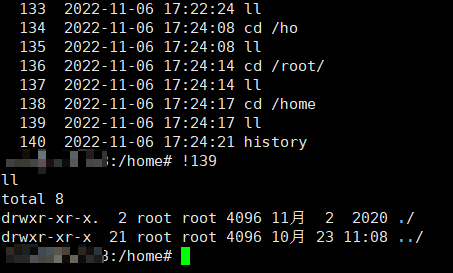 133 2022-11-06 17:22:24 ll
134 2022-11-06 17:24:08 cd /ho
135 2022-11-06 17:24:08 ll
136 2022-11-06 17:24:14 cd /root/
137 2022-11-06 17:24:14 ll
138 2022-11-06 17:24:17 cd /home
139 2022-11-06 17:24:17 ll
140 2022-11-06 17:24:21 history
3:/home# !139
ll
total 8
drwxr-xr-x. 2 root root 4096 11月 2 2020 ./
drwxr-xr-x 21 root root 4096 10月 23 11:08 ../
3:/home#